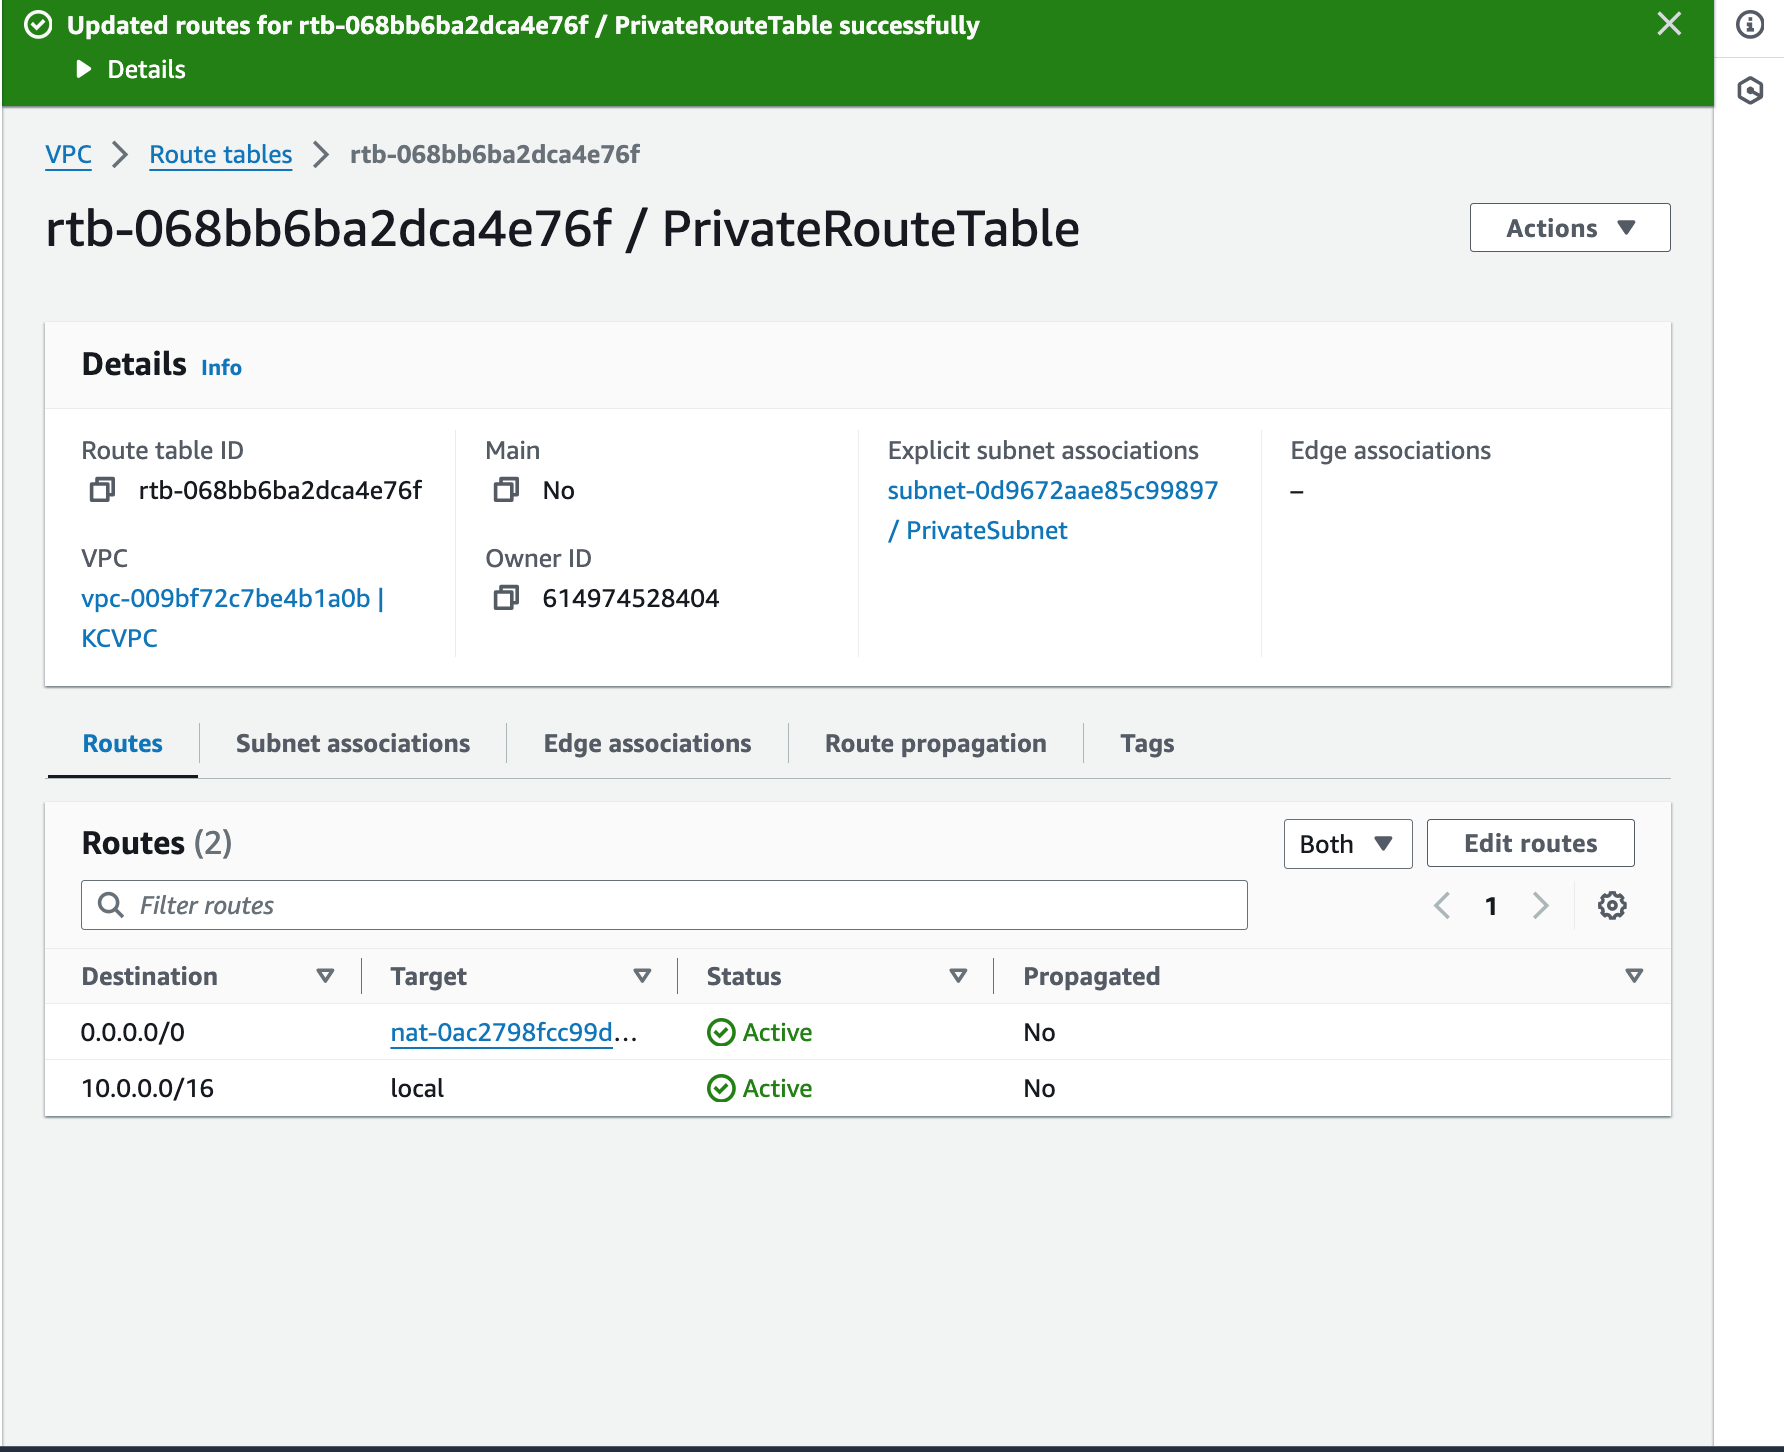 Updated routes for rtb-068bb6ba2dca4e76f / PrivateRouteTable successfully
Details
VPC > Route tables > rtb-068bb6ba2dca4e76f
rtb-068bb6ba2dca4e76f / PrivateRouteTable
Actions
Details Info
Route table ID
rtb-068bb6ba2dca4e76f
Main
No
Explicit subnet associations
subnet-0d9672aae85c99897
/ PrivateSubnet
Edge associations
–
VPC
vpc-009bf72c7be4b1a0b |
KCVPC
Owner ID
614974528404
Routes Subnet associations Edge associations Route propagation Tags
Routes (2)
Both
Edit routes
Filter routes
1
Destination Target Status Propagated
0.0.0.0/0 nat-0ac2798fcc99d... Active No
10.0.0.0/16 local Active No